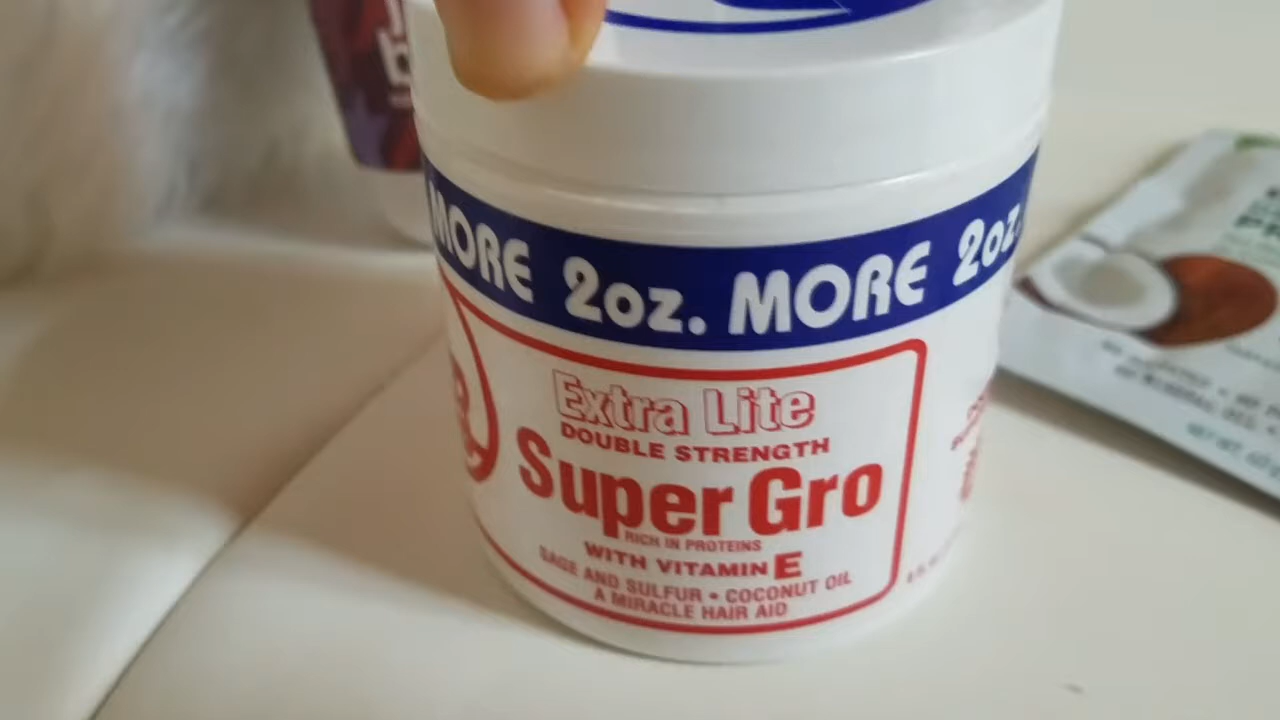 MORE 2oz. MORE 2oz.
Extra Lite
DOUBLE STRENGTH
Super Gro
RICH IN PROTEINS
WITH VITAMIN E
SAGE AND SULFUR • COCONUT OIL
A MIRACLE HAIR AID